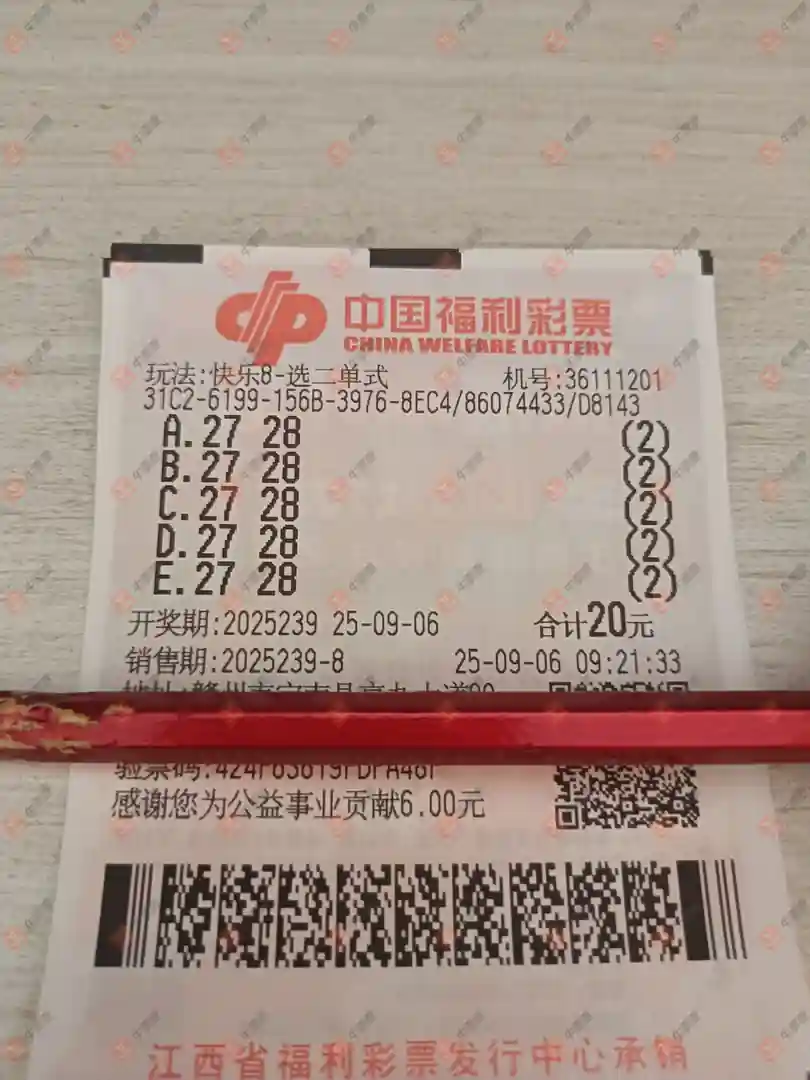 中国福利彩票
CHINA WELFARE LOTTERY
玩法:快乐8-选二单式 机号:36111201
31C2-6199-156B-3976-8EC4/86074433/D8143
A.27 28 (2)
B.27 28 (2)
C.27 28 (2)
D.27 28 (2)
E.27 28 (2)
开奖期:2025239 25-09-06 合计20元
销售期:2025239-8 25-09-06 09:21:33
感谢您为公益事业贡献6.00元
江西省福利彩票发行中心承销